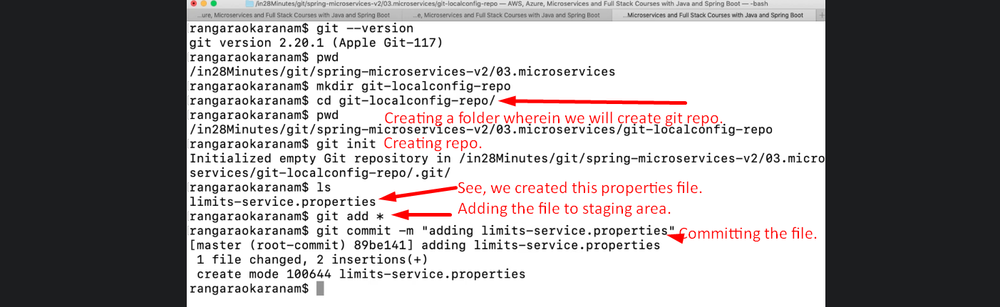 /in28Minutes/git/spring-microservices-v2/03.microservices/git-localconfig-repo — AWS, Azure, Microservices and Full Stack Courses with Java and Spring Boot — -bash
...ure, Microservices and Full Stack Courses with Java and Spring Boot
...e, Microservices and Full Stack Courses with Java and Spring Boot
...Microservices and Full Stack Courses with Java and Spring Boot
[rangaraokaranam$ git --version
git version 2.20.1 (Apple Git-117)
[rangaraokaranam$ pwd
/in28Minutes/git/spring-microservices-v2/03.microservices
[rangaraokaranam$ mkdir git-localconfig-repo
[rangaraokaranam$ cd git-localconfig-repo/
[rangaraokaranam$ pwd
Creating a folder wherein we will create git repo.
/in28Minutes/git/spring-microservices-v2/03.microservices/git-localconfig-repo
[rangaraokaranam$ git init Creating repo.
Initialized empty Git repository in /in28Minutes/git/spring-microservices-v2/03.micro
services/git-localconfig-repo/.git/
[rangaraokaranam$ ls See, we created this properties file.
limits-service.properties
[rangaraokaranam$ git add * Adding the file to staging area.
[rangaraokaranam$ git commit -m "adding limits-service.properties" Committing the file.
[master (root-commit) 89be141] adding limits-service.properties
1 file changed, 2 insertions(+)
create mode 100644 limits-service.properties
rangaraokaranam$